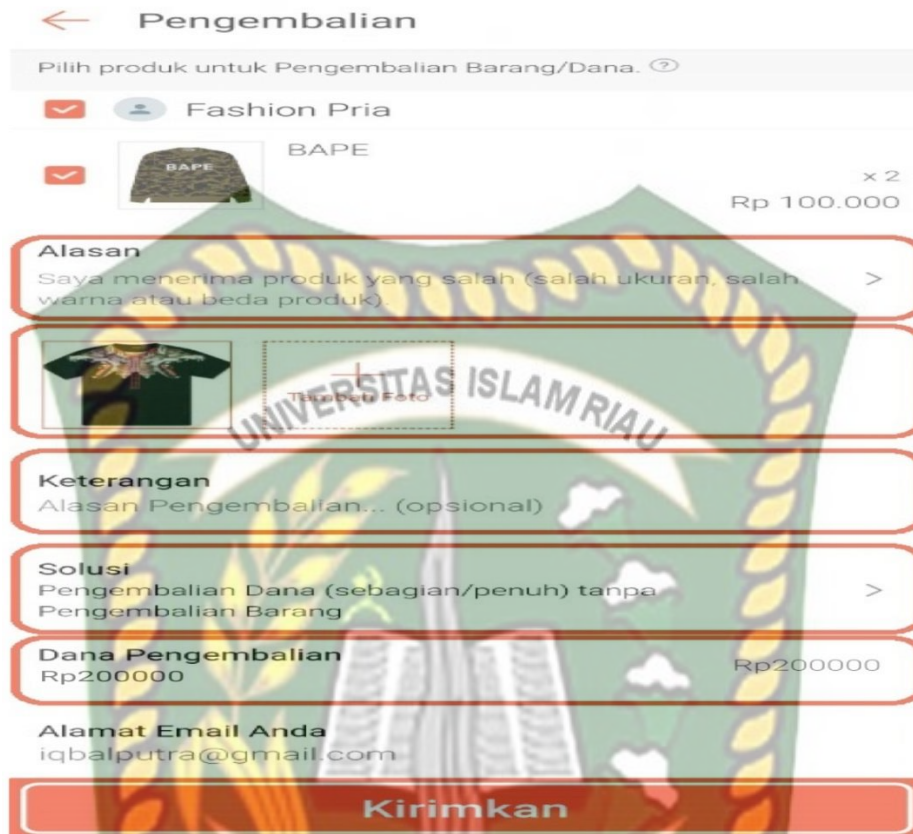 Pengembalian
Pilih produk untuk Pengembalian Barang/Dana. ?
Fashion Pria
BAPE
BAPE
x 2
Rp 100.000
Alasan
Saya menerima produk yang salah (salah ukuran, salah
warna atau beda produk).
>
Tambah Foto
UNIVERSITAS ISLAM RIAU
Keterangan
Alasan Pengembalian... (opsional)
Solusi
Pengembalian Dana (sebagian/penuh) tanpa
Pengembalian Barang
>
Dana Pengembalian
Rp200000
Rp200000
Alamat Email Anda
iqbalputra@gmail.com
Kirimkan